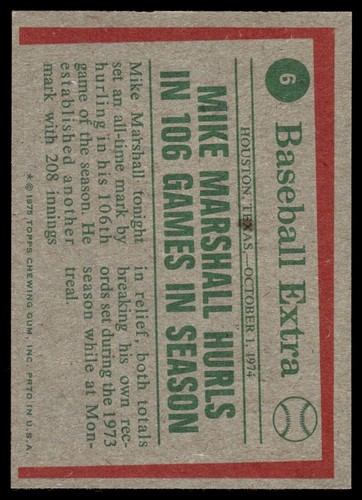 6
Baseball Extra
HOUSTON, TEXAS—OCTOBER 1, 1974
MIKE MARSHALL HURLS
IN 106 GAMES IN SEASON
Mike Marshall tonight
set an all-time mark by
hurling in his 106th
game of the season. He
established another
mark with 208 innings
in relief, both totals
breaking his own rec-
ords set during the 1973
season while at Mon-
treal.
★ © 1975 TOPPS CHEWING GUM, INC. PRTD IN U.S.A.